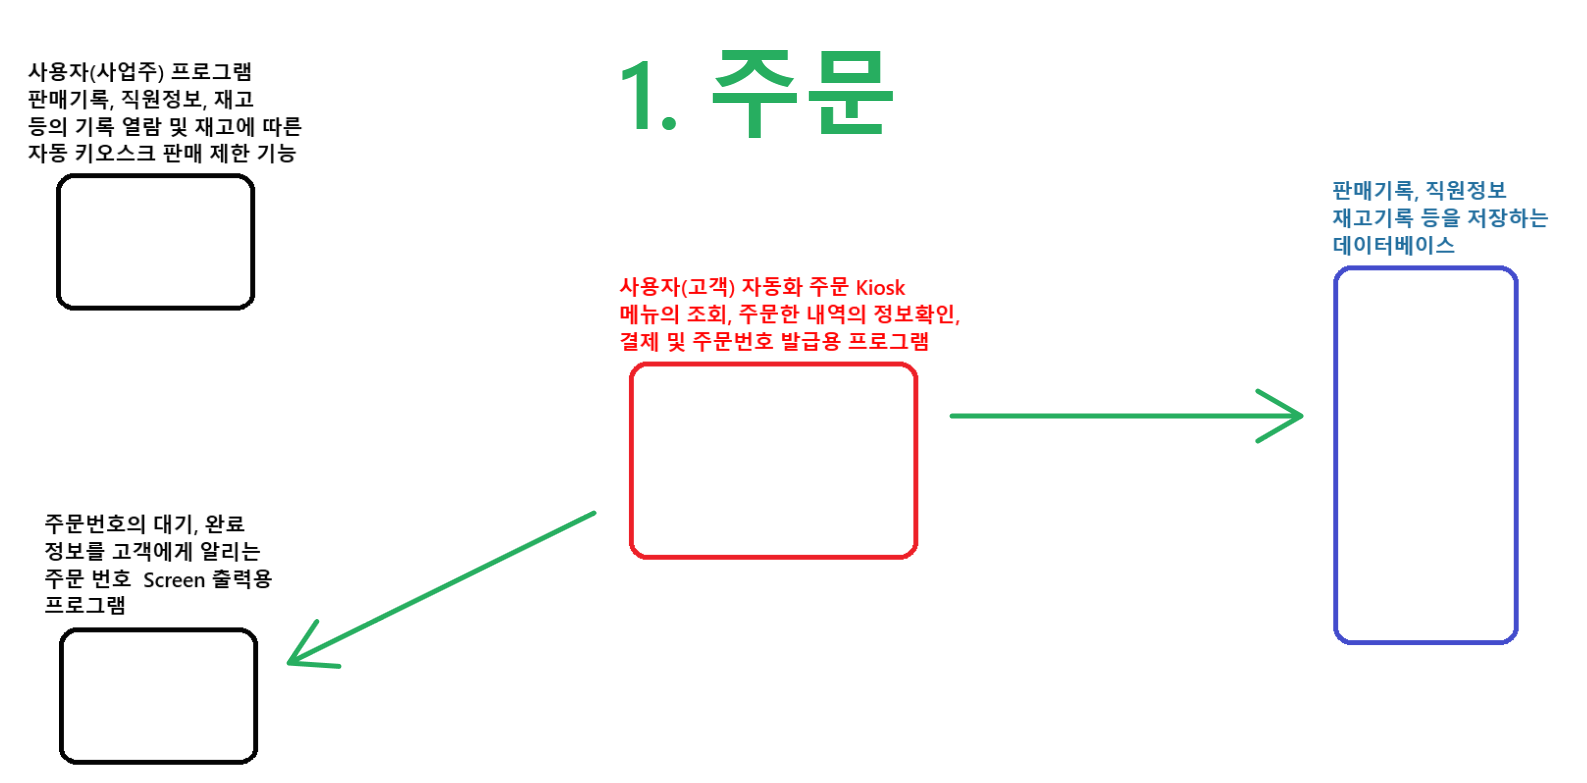 1. 주문
사용자(사업주) 프로그램
판매기록, 직원정보, 재고
등의 기록 열람 및 재고에 따른
자동 키오스크 판매 제한 기능
사용자(고객) 자동화 주문 Kiosk
메뉴의 조회, 주문한 내역의 정보확인,
결제 및 주문번호 발급용 프로그램
판매기록, 직원정보
재고기록 등을 저장하는
데이터베이스
주문번호의 대기, 완료
정보를 고객에게 알리는
주문 번호  Screen 출력용
프로그램